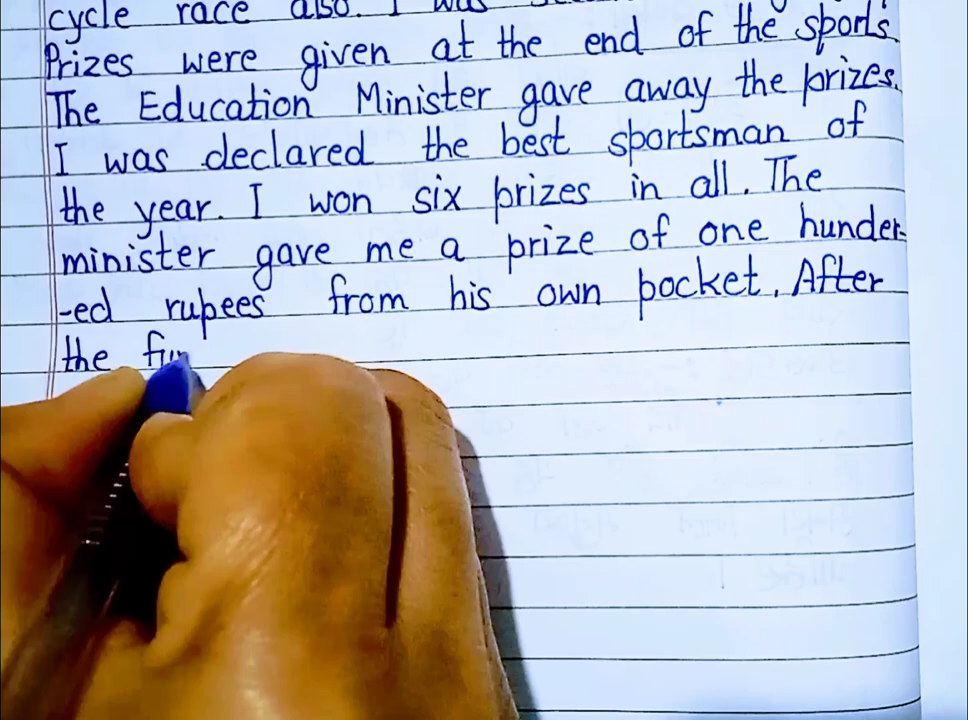 cycle race also. I was
Prizes were given at the end of the sports.
The Education Minister gave away the prizes.
I was declared the best sportsman of
the year. I won six prizes in all. The
minister gave me a prize of one hunder-
-ed rupees from his own pocket. After
the